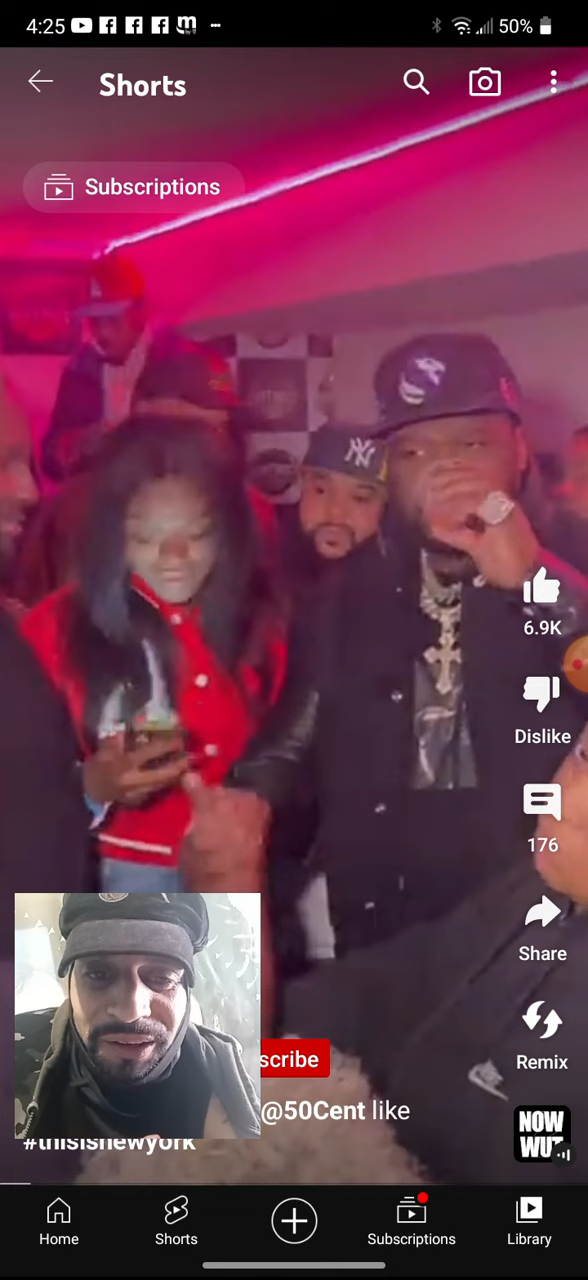 4:25
50%
Shorts
Subscriptions
NY
6.9K
Dislike
176
Share
Remix
scribe
@50Cent like
#thisisnewyork
NOW
WUT
Home
Shorts
Subscriptions
Library